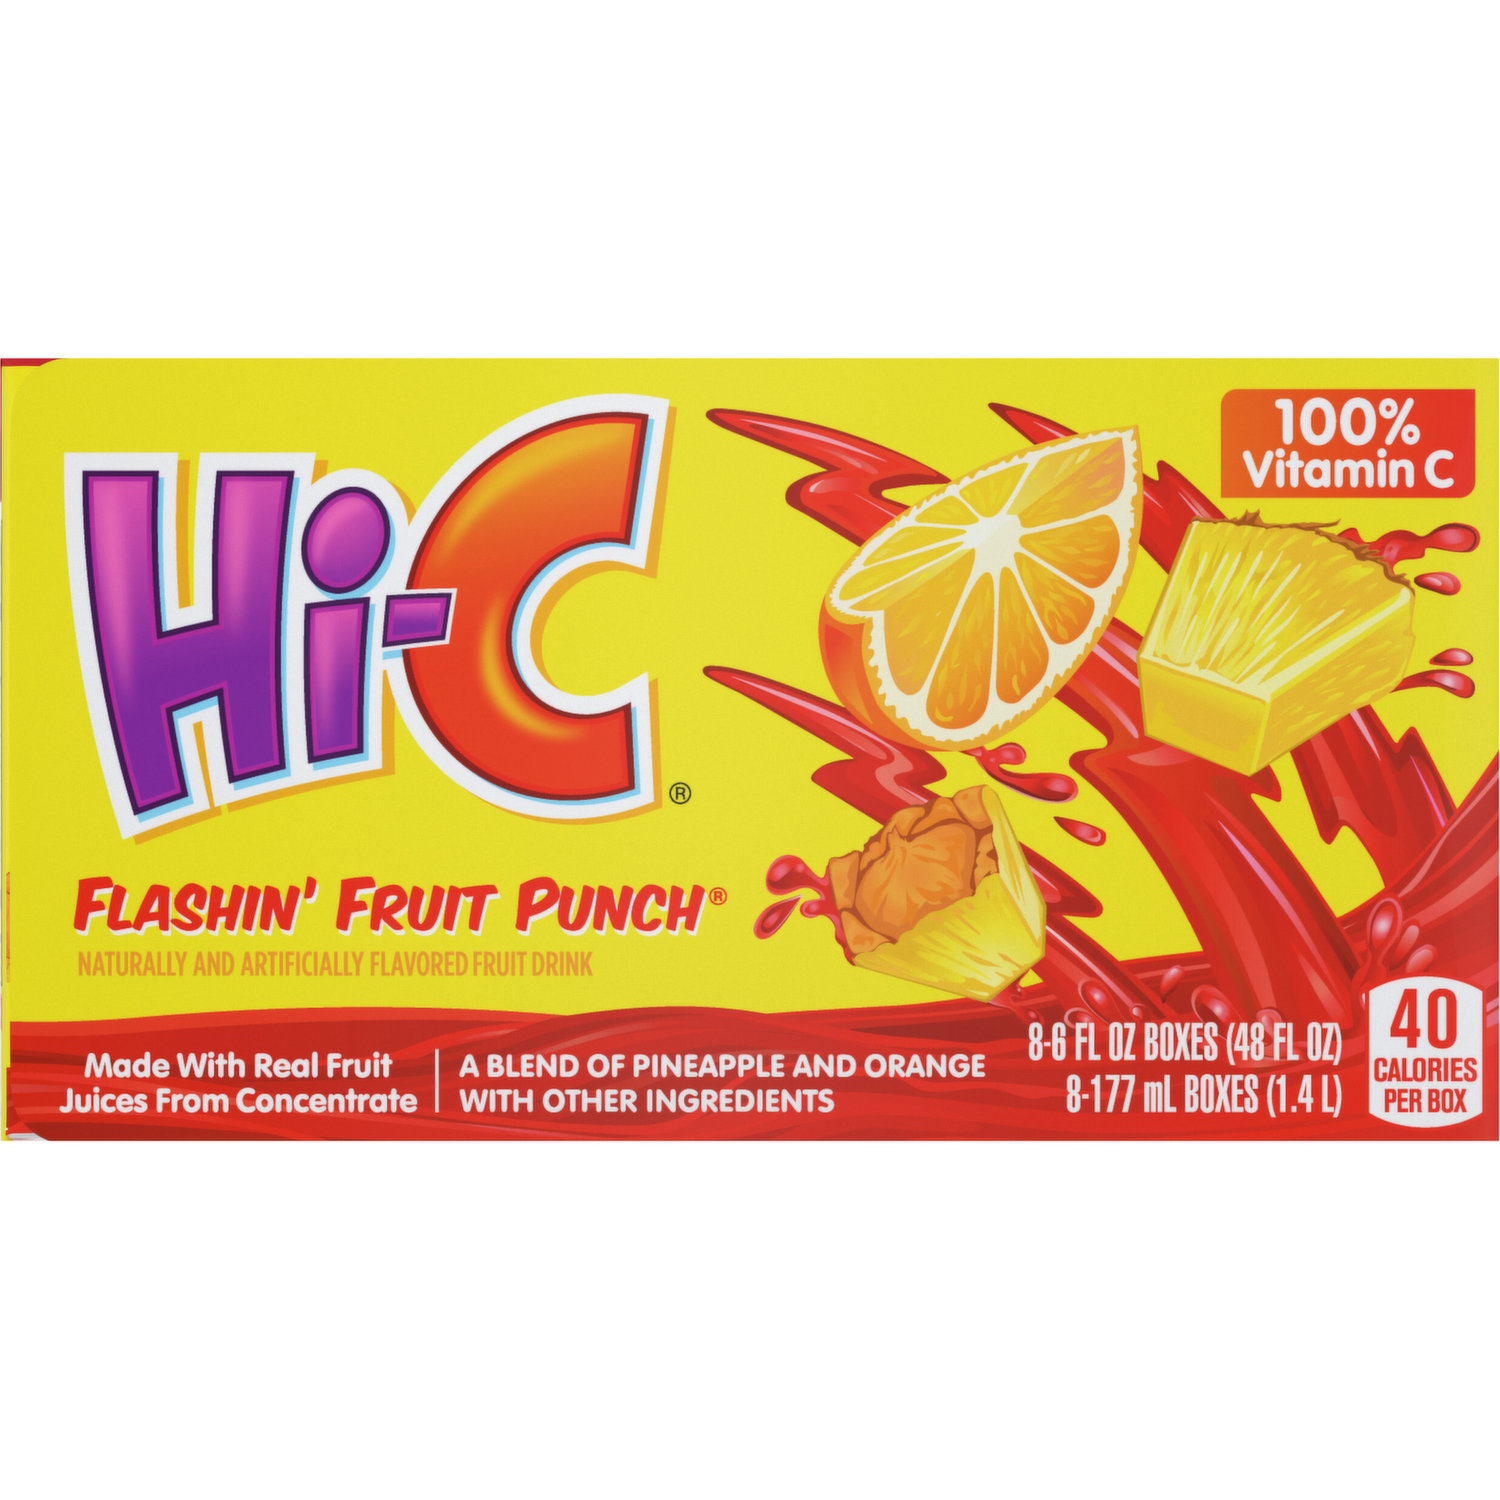 Hi-C®
100%
Vitamin C
FLASHIN' FRUIT PUNCH®
NATURALLY AND ARTIFICIALLY FLAVORED FRUIT DRINK
Made With Real Fruit
Juices From Concentrate
A BLEND OF PINEAPPLE AND ORANGE
WITH OTHER INGREDIENTS
8-6 FL OZ BOXES (48 FL OZ)
8-177 mL BOXES (1.4 L)
40
CALORIES
PER BOX